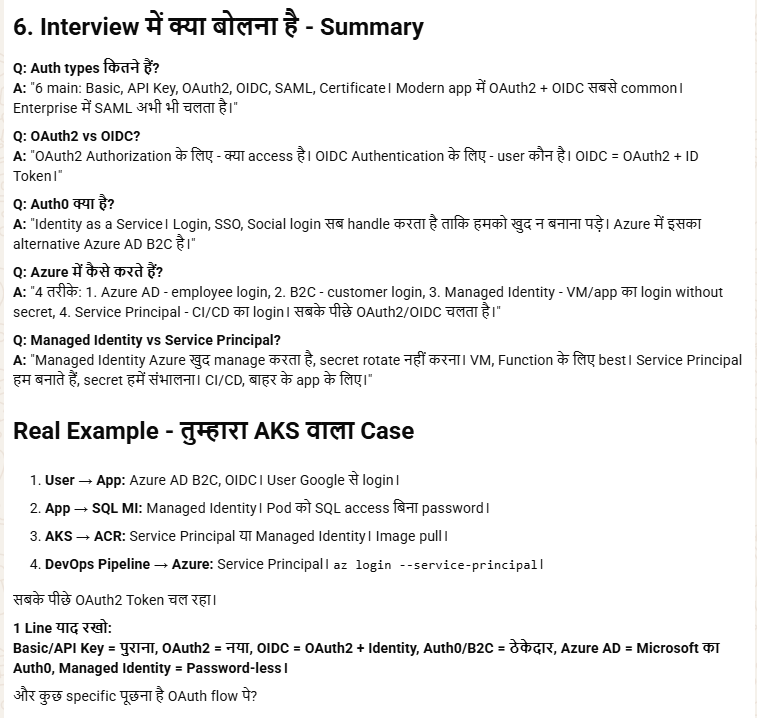 6. Interview में क्या बोलना है - Summary
Q: Auth types कितने हैं?
A: "6 main: Basic, API Key, OAuth2, OIDC, SAML, Certificate। Modern app में OAuth2 + OIDC सबसे common।
Enterprise में SAML अभी भी चलता है।"
Q: OAuth2 vs OIDC?
A: "OAuth2 Authorization के लिए - क्या access है। OIDC Authentication के लिए - user कौन है। OIDC = OAuth2 + ID
Token।"
Q: Auth0 क्या है?
A: "Identity as a Service। Login, SSO, Social login सब handle करता है ताकि हमको खुद न बनाना पड़े। Azure में इसका
alternative Azure AD B2C है।"
Q: Azure में कैसे करते हैं?
A: "4 तरीके: 1. Azure AD - employee login, 2. B2C - customer login, 3. Managed Identity - VM/app का login without
secret, 4. Service Principal - CI/CD का login। सबके पीछे OAuth2/OIDC चलता है।"
Q: Managed Identity vs Service Principal?
A: "Managed Identity Azure खुद manage करता है, secret rotate नहीं करना। VM, Function के लिए best। Service Principal
हम बनाते हैं, secret हमें संभालना। CI/CD, बाहर के app के लिए।"
Real Example - तुम्हारा AKS वाला Case
1. User → App: Azure AD B2C, OIDC। User Google से login।
2. App → SQL MI: Managed Identity। Pod को SQL access बिना password।
3. AKS → ACR: Service Principal या Managed Identity। Image pull।
4. DevOps Pipeline → Azure: Service Principal। az login --service-principal।
सबके पीछे OAuth2 Token चल रहा।
1 Line याद रखो:
Basic/API Key = पुराना, OAuth2 = नया, OIDC = OAuth2 + Identity, Auth0/B2C = ठेकेदार, Azure AD = Microsoft का
Auth0, Managed Identity = Password-less।
और कुछ specific पूछना है OAuth flow पे?